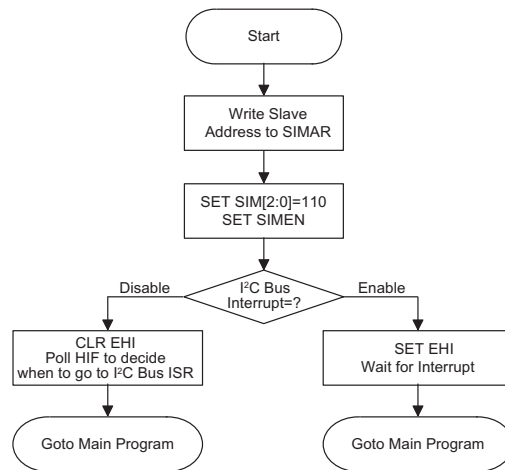 Start
Write Slave
Address to SIMAR
SET SIM[2:0]=110
SET SIMEN
I²C Bus
Interrupt=?
Disable
Enable
CLR EHI
Poll HIF to decide
when to go to I²C Bus ISR
SET EHI
Wait for Interrupt
Goto Main Program
Goto Main Program